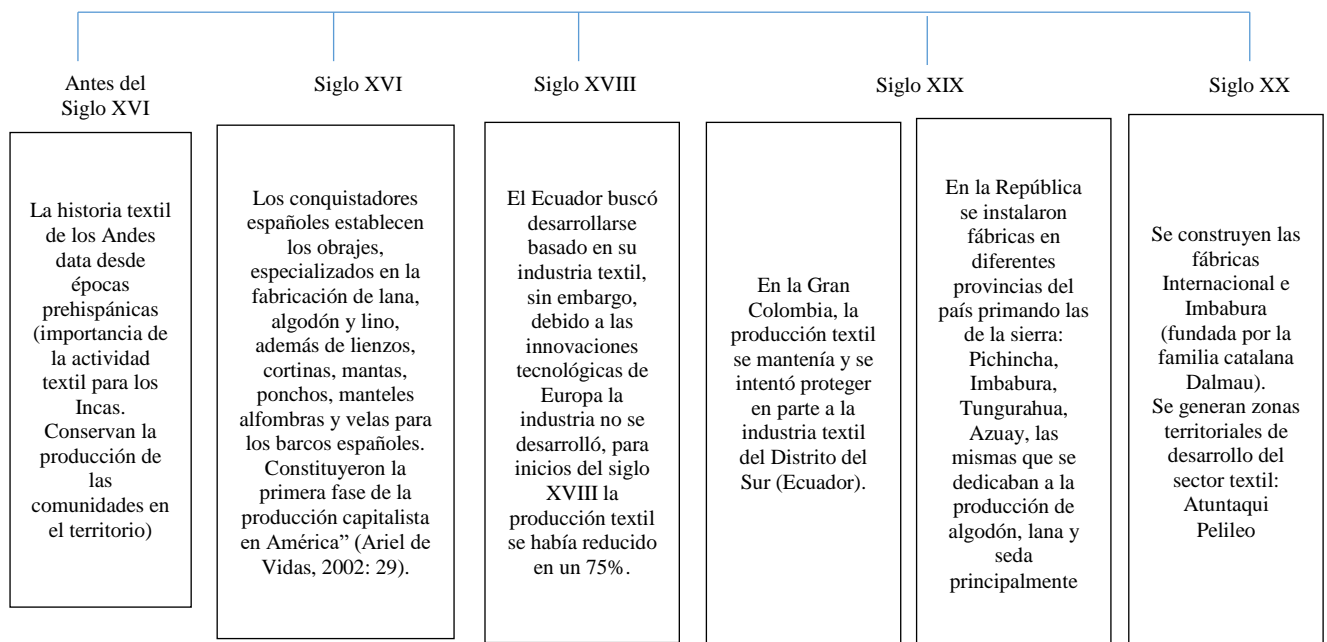 Antes del
Siglo XVI
Siglo XVI
Siglo XVIII
Siglo XIX
Siglo XX
La historia textil
de los Andes
data desde
épocas
prehispánicas
(importancia de
la actividad
textil para los
Incas.
Conservan la
producción de
las
comunidades en
el territorio)
Los conquistadores
españoles establecen
los obrajes,
especializados en la
fabricación de lana,
algodón y lino,
además de lienzos,
cortinas, mantas,
ponchos, manteles
alfombras y velas para
los barcos españoles.
Constituyeron la
primera fase de la
producción capitalista
en América” (Ariel de
Vidas, 2002: 29).
El Ecuador buscó
desarrollarse
basado en su
industria textil,
sin embargo,
debido a las
innovaciones
tecnológicas de
Europa la
industria no se
desarrolló, para
inicios del siglo
XVIII la
producción textil
se había reducido
en un 75%.
En la Gran
Colombia, la
producción textil
se mantenía y se
intentó proteger
en parte a la
industria textil
del Distrito del
Sur (Ecuador).
En la República
se instalaron
fábricas en
diferentes
provincias del
país primando las
de la sierra:
Pichincha,
Imbabura,
Tungurahua,
Azuay, las
mismas que se
dedicaban a la
producción de
algodón, lana y
seda
principalmente
Se construyen las
fábricas
Internacional e
Imbabura
(fundada por la
familia catalana
Dalmau).
Se generan zonas
territoriales de
desarrollo del
sector textil:
Atuntaqui
Pelileo